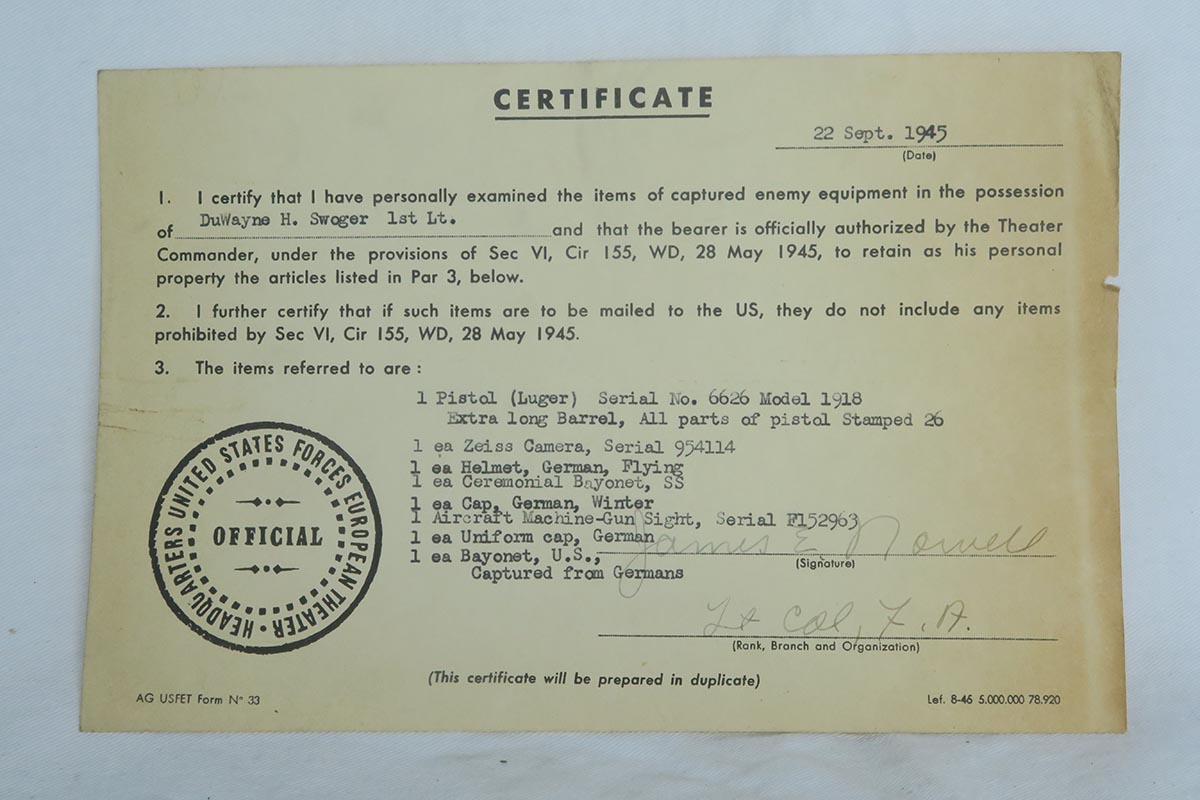 CERTIFICATE
22 Sept. 1945
(Date)
1. I certify that I have personally examined the items of captured enemy equipment in the possession
of DuWayne H. Swoger 1st Lt. and that the bearer is officially authorized by the Theater
Commander, under the provisions of Sec VI, Cir 155, WD, 28 May 1945, to retain as his personal
property the articles listed in Par 3, below.
2. I further certify that if such items are to be mailed to the US, they do not include any items
prohibited by Sec VI, Cir 155, WD, 28 May 1945.
3. The items referred to are :
1 Pistol (Luger) Serial No. 6626 Model 1918
Extra long Barrel, All parts of pistol Stamped 26
1 ea Zeiss Camera, Serial 954114
1 ea Helmet, German, Flying
1 ea Ceremonial Bayonet, SS
1 ea Cap, German, Winter
1 Aircraft Machine-Gun Sight, Serial F152963
1 ea Uniform cap, German
1 ea Bayonet, U.S.,
Captured from Germans
James E Nowell
(Signature)
Lt Col, F. A.
(Rank, Branch and Organization)
HEADQUARTERS UNITED STATES FORCES EUROPEAN THEATER •
OFFICIAL
(This certificate will be prepared in duplicate)
AG USFET Form N° 33
Lef. 8-45 5.000.000 78.920